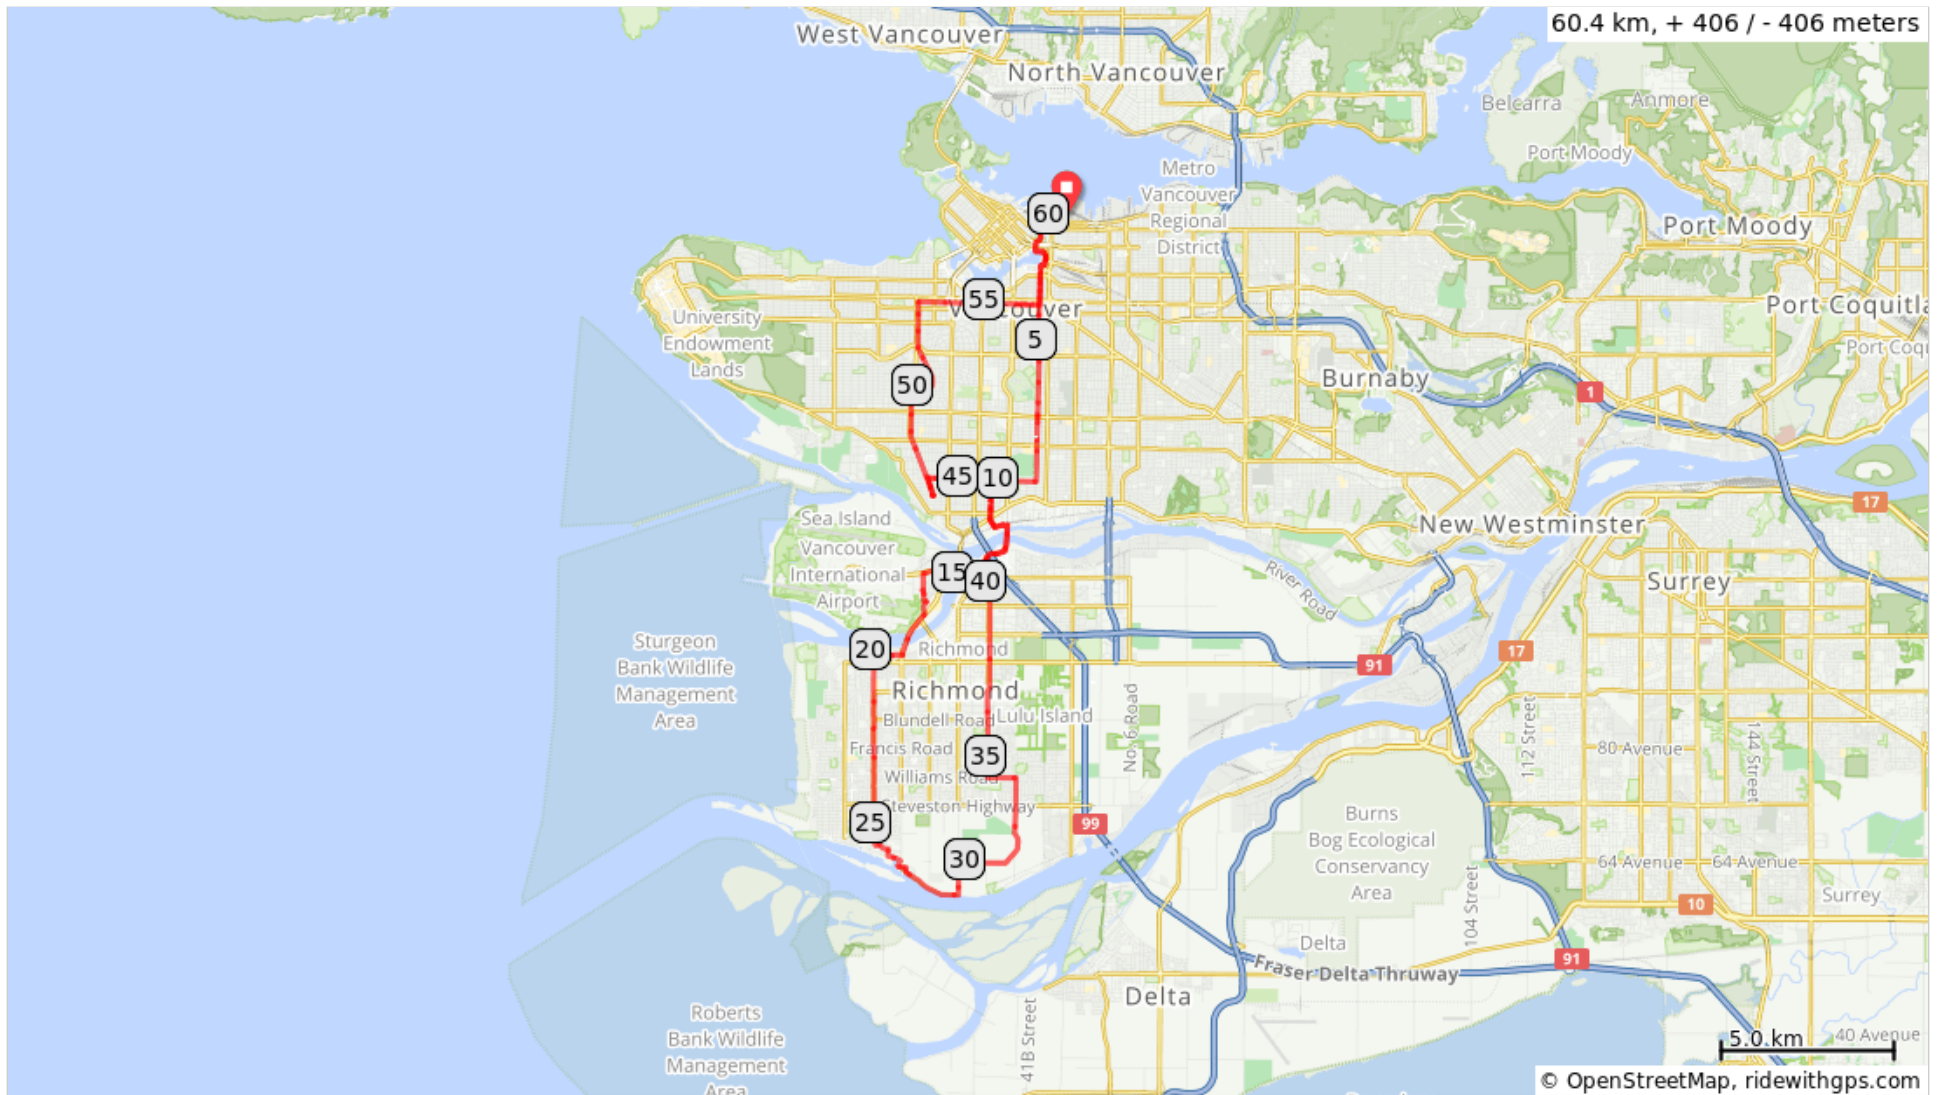 60.4 km, + 406 / - 406 meters
West Vancouver
North Vancouver
Belcarra
Anmore
Port Moody
Metro
Vancouver
Regional
District
60
Port Moody
55
Vancouver
Port Coquitla
University
Endowment
Lands
5
Port Coqu
50
Burnaby
1
45
10
17
Sea Island
New Westminster
Vancouver
International
Airport
15
40
River Road
Surrey
Sturgeon
Bank Wildlife
Management
Area
20
Richmond
91
17
Richmond
Blundell Road
Lulu Island
No. 6 Road
112 Street
144 Street
Francis Road
35
80 Avenue
Williams Road
Steveston Highway
25
99
Burns
Bog Ecological
Conservancy
Area
30
64 Avenue
64 Avenue
104 Street
Surrey
10
Delta
91
Fraser Delta Thruway
Delta
Roberts
Bank Wildlife
Management
Area
41B Street
5.0 km
40 Avenue
© OpenStreetMap, ridewithgps.com